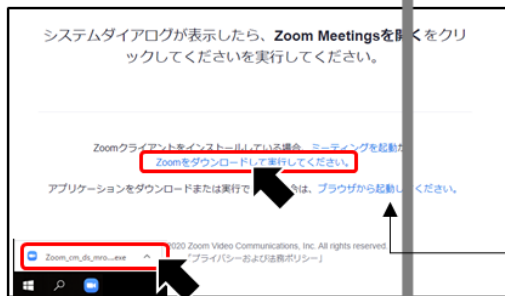 システムダイアログが表示したら、Zoom Meetingsを開くをクリ
ックしてくださいを実行してください。
Zoomクライアントをインストールしている場合、ミーティングを起動
Zoomをダウンロードして実行してください。
アプリケーションをダウンロードまたは実行で 合は、ブラウザから起動し ください。
2020 Zoom Video Communications, Inc. All rights reserved.
「プライバシーおよび法務ポリシー」
Zoom_cm_ds_mro....exe